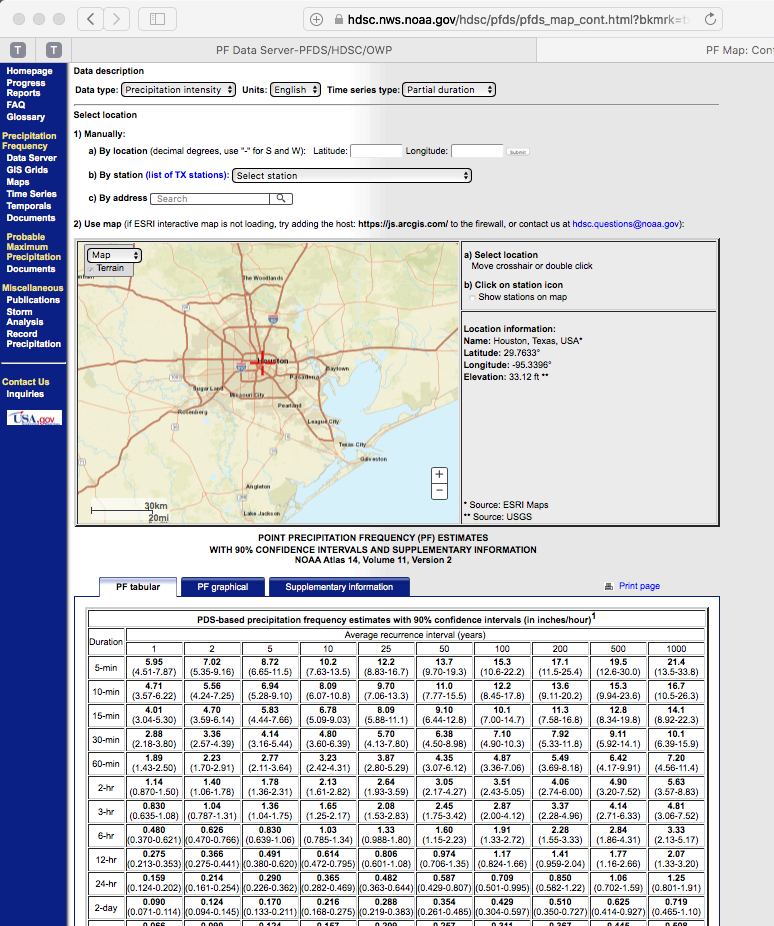 hdsc.nws.noaa.gov/hdsc/pfds/pfds_map_cont.html?bkmrk=
T T PF Data Server-PFDS/HDSC/OWP PF Map: Cont
Homepage
Progress
Reports
FAQ
Glossary
Precipitation
Frequency
Data Server
GIS Grids
Maps
Time Series
Temporals
Documents
Probable
Maximum
Precipitation
Documents
Miscellaneous
Publications
Storm
Analysis
Record
Precipitation
Contact Us
Inquiries
USA.gov
Data description
Data type: Precipitation intensity Units: English Time series type: Partial duration
Select location
1) Manually:
a) By location (decimal degrees, use "-" for S and W): Latitude: Longitude: Submit
b) By station (list of TX stations): Select station
c) By address Search
2) Use map (if ESRI interactive map is not loading, try adding the host: https://js.arcgis.com/ to the firewall, or contact us at hdsc.questions@noaa.gov):
Map
Terrain
The Woodlands
Houston
Baytown
Pasadena
Sugar Land
Missouri City
Pearland
Rosenberg
League City
Texas City
Galveston
Angleton
Lake Jackson
+
−
30km
20mi
a) Select location
Move crosshair or double click
b) Click on station icon
Show stations on map
Location information:
Name: Houston, Texas, USA*
Latitude: 29.7633°
Longitude: -95.3396°
Elevation: 33.12 ft **
* Source: ESRI Maps
** Source: USGS
POINT PRECIPITATION FREQUENCY (PF) ESTIMATES
WITH 90% CONFIDENCE INTERVALS AND SUPPLEMENTARY INFORMATION
NOAA Atlas 14, Volume 11, Version 2
PF tabular PF graphical Supplementary information Print page
PDS-based precipitation frequency estimates with 90% confidence intervals (in inches/hour)1
Duration Average recurrence interval (years)
1 2 5 10 25 50 100 200 500 1000
5-min 5.95 7.02 8.72 10.2 12.2 13.7 15.3 17.1 19.5 21.4
(4.51-7.87) (5.35-9.16) (6.65-11.5) (7.63-13.5) (8.83-16.7) (9.70-19.3) (10.6-22.2) (11.5-25.4) (12.6-30.0) (13.5-33.8)
10-min 4.71 5.56 6.94 8.09 9.70 11.0 12.2 13.6 15.3 16.7
(3.57-6.22) (4.24-7.25) (5.28-9.10) (6.07-10.8) (7.06-13.3) (7.77-15.5) (8.45-17.8) (9.11-20.2) (9.94-23.6) (10.5-26.3)
15-min 4.01 4.70 5.83 6.78 8.09 9.10 10.1 11.3 12.8 14.1
(3.04-5.30) (3.59-6.14) (4.44-7.66) (5.09-9.03) (5.88-11.1) (6.44-12.8) (7.00-14.7) (7.58-16.8) (8.34-19.8) (8.92-22.3)
30-min 2.88 3.36 4.14 4.80 5.70 6.38 7.10 7.92 9.11 10.1
(2.18-3.80) (2.57-4.39) (3.16-5.44) (3.60-6.39) (4.13-7.80) (4.50-8.98) (4.90-10.3) (5.33-11.8) (5.92-14.1) (6.39-15.9)
60-min 1.89 2.23 2.77 3.23 3.87 4.35 4.87 5.49 6.42 7.20
(1.43-2.50) (1.70-2.91) (2.11-3.64) (2.42-4.31) (2.80-5.29) (3.07-6.12) (3.36-7.06) (3.69-8.18) (4.17-9.91) (4.56-11.4)
2-hr 1.14 1.40 1.78 2.13 2.64 3.05 3.51 4.06 4.90 5.63
(0.870-1.50) (1.06-1.78) (1.36-2.31) (1.61-2.82) (1.93-3.59) (2.17-4.27) (2.43-5.05) (2.74-6.00) (3.20-7.52) (3.57-8.83)
3-hr 0.830 1.04 1.36 1.65 2.08 2.45 2.87 3.37 4.14 4.81
(0.635-1.08) (0.787-1.31) (1.04-1.75) (1.25-2.17) (1.53-2.83) (1.75-3.42) (2.00-4.12) (2.28-4.96) (2.71-6.33) (3.06-7.52)
6-hr 0.480 0.626 0.830 1.03 1.33 1.60 1.91 2.28 2.84 3.33
(0.370-0.621) (0.470-0.766) (0.639-1.06) (0.785-1.34) (0.988-1.80) (1.15-2.23) (1.33-2.72) (1.55-3.33) (1.86-4.31) (2.13-5.17)
12-hr 0.275 0.366 0.491 0.614 0.806 0.974 1.17 1.41 1.77 2.07
(0.213-0.353) (0.275-0.441) (0.380-0.620) (0.472-0.795) (0.601-1.08) (0.706-1.35) (0.824-1.66) (0.959-2.04) (1.16-2.66) (1.33-3.20)
24-hr 0.159 0.214 0.290 0.365 0.482 0.587 0.709 0.850 1.06 1.25
(0.124-0.202) (0.161-0.254) (0.226-0.362) (0.282-0.469) (0.363-0.644) (0.429-0.807) (0.501-0.995) (0.582-1.22) (0.702-1.59) (0.801-1.91)
2-day 0.090 0.124 0.170 0.216 0.288 0.354 0.429 0.510 0.625 0.719
(0.071-0.114) (0.094-0.145) (0.133-0.211) (0.168-0.275) (0.219-0.383) (0.261-0.485) (0.304-0.597) (0.350-0.727) (0.414-0.927) (0.465-1.10)